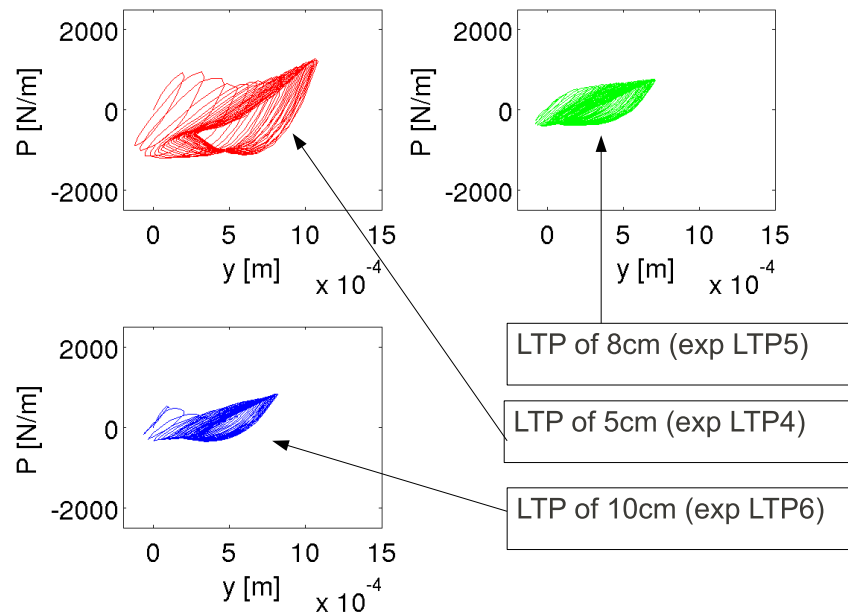 2000
0
-2000
P [N/m]
0 5 10 15
y [m]
x 10⁻⁴
2000
0
-2000
P [N/m]
0 5 10 15
y [m]
x 10⁻⁴
2000
0
-2000
P [N/m]
0 5 10 15
y [m]
x 10⁻⁴
LTP of 8cm (exp LTP5)
LTP of 5cm (exp LTP4)
LTP of 10cm (exp LTP6)